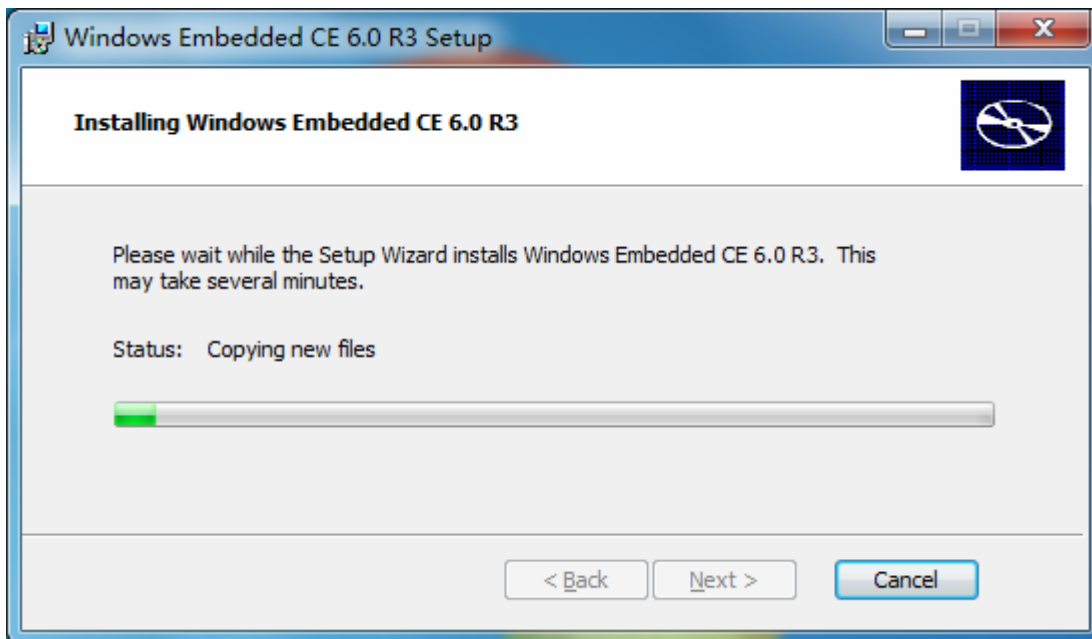 Windows Embedded CE 6.0 R3 Setup
Installing Windows Embedded CE 6.0 R3
Please wait while the Setup Wizard installs Windows Embedded CE 6.0 R3.  This
may take several minutes.
Status:   Copying new files
< Back   Next >   Cancel